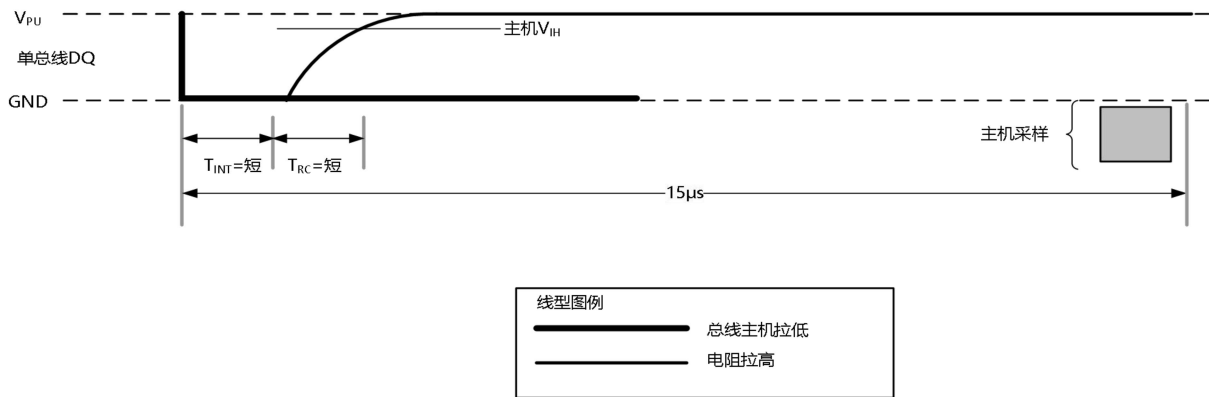 V_PU
主机V_IH
单总线DQ
GND
主机采样
T_INT=短
T_RC=短
15μs
线型图例
总线主机拉低
电阻拉高